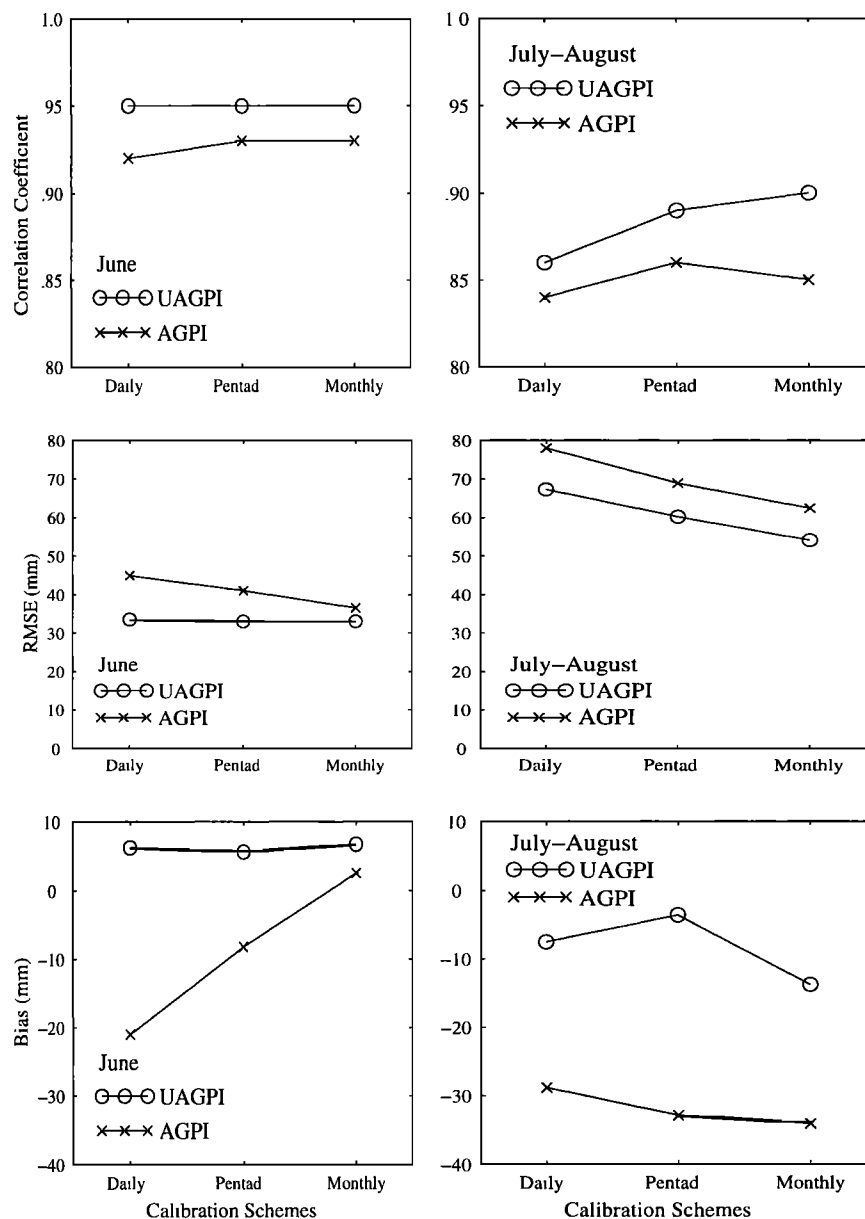 1 0
95
.90
85
80
Correlation Coefficient
June
UAGPI
AGPI
Daily Pentad Monthly
1 0
95
.90
85
80
July–August
UAGPI
AGPI
Daily Pentad Monthly
80
70
60
50
40
30
20
10
0
RMSE (mm)
June
UAGPI
AGPI
Daily Pentad Monthly
80
70
60
50
40
30
20
10
0
July–August
UAGPI
AGPI
Daily Pentad Monthly
10
0
−10
−20
−30
−40
Bias (mm)
June
UAGPI
AGPI
Daily Pentad Monthly
Calibration Schemes
10
0
−10
−20
−30
−40
July–August
UAGPI
AGPI
Daily Pentad Monthly
Calibration Schemes